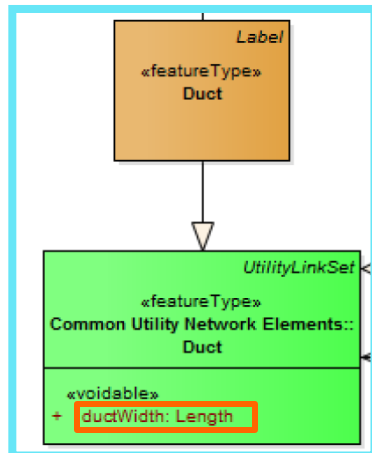 Label
«featureType»
Duct
UtilityLinkSet
«featureType»
Common Utility Network Elements::
Duct
«voidable»
+ ductWidth: Length